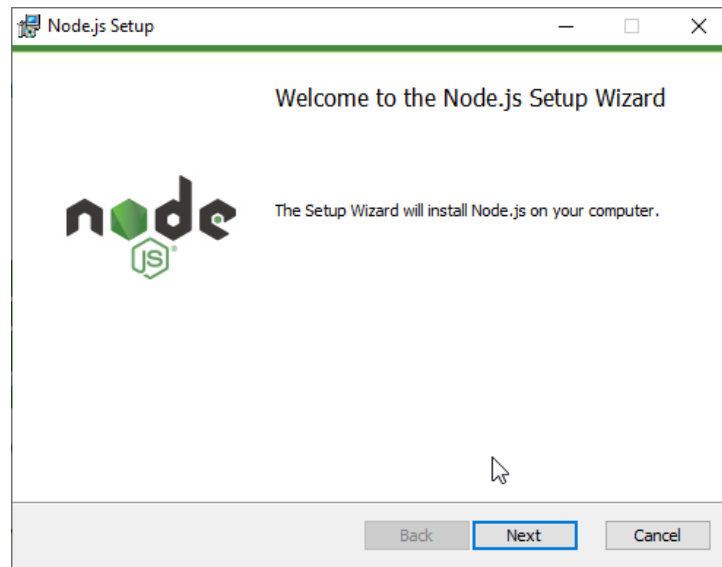 Node.js Setup
Welcome to the Node.js Setup Wizard
node
JS®
The Setup Wizard will install Node.js on your computer.
Back
Next
Cancel